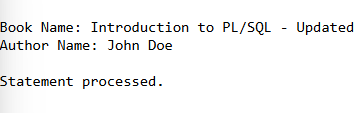 Book Name: Introduction to PL/SQL - Updated
Author Name: John Doe
Statement processed.